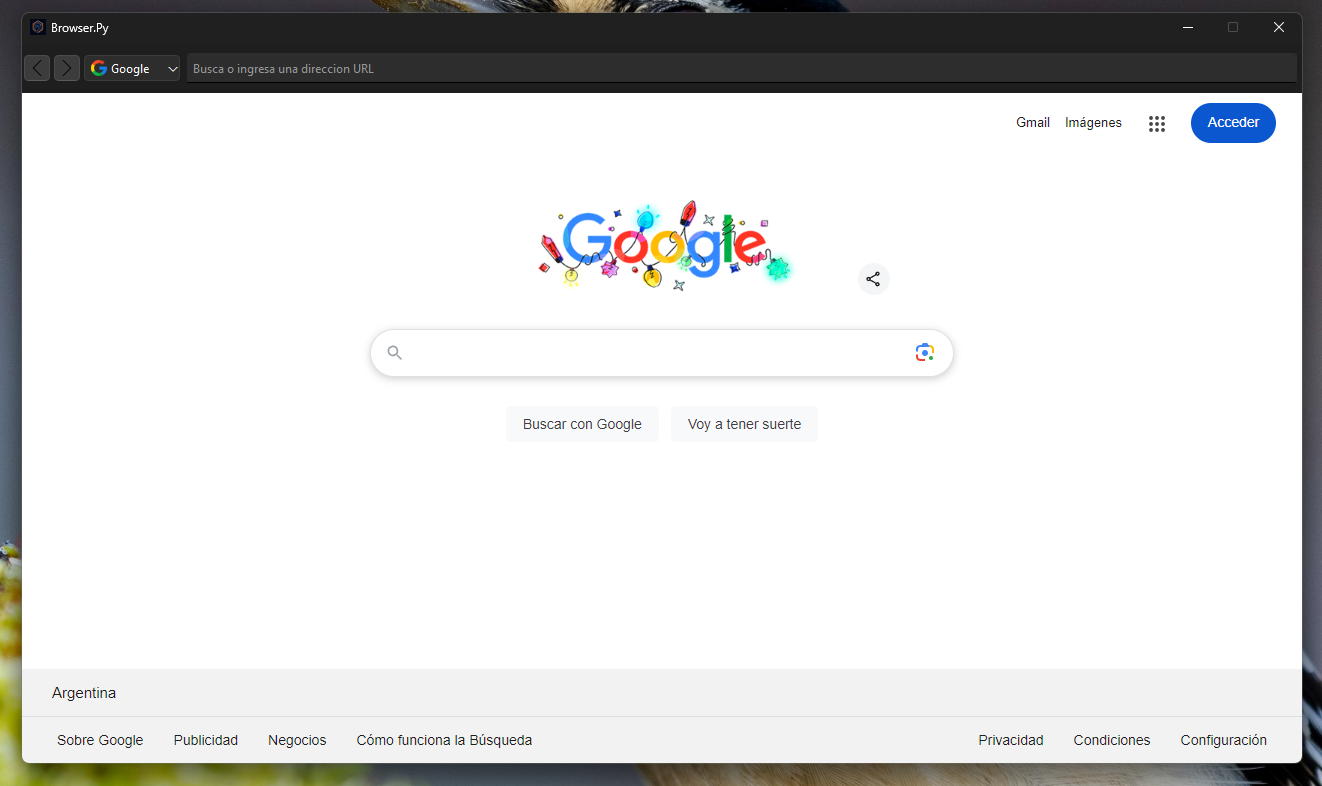 Browser.Py
Google
Busca o ingresa una direccion URL
Gmail Imágenes Acceder
Google
Buscar con Google Voy a tener suerte
Argentina
Sobre Google Publicidad Negocios Cómo funciona la Búsqueda Privacidad Condiciones Configuración